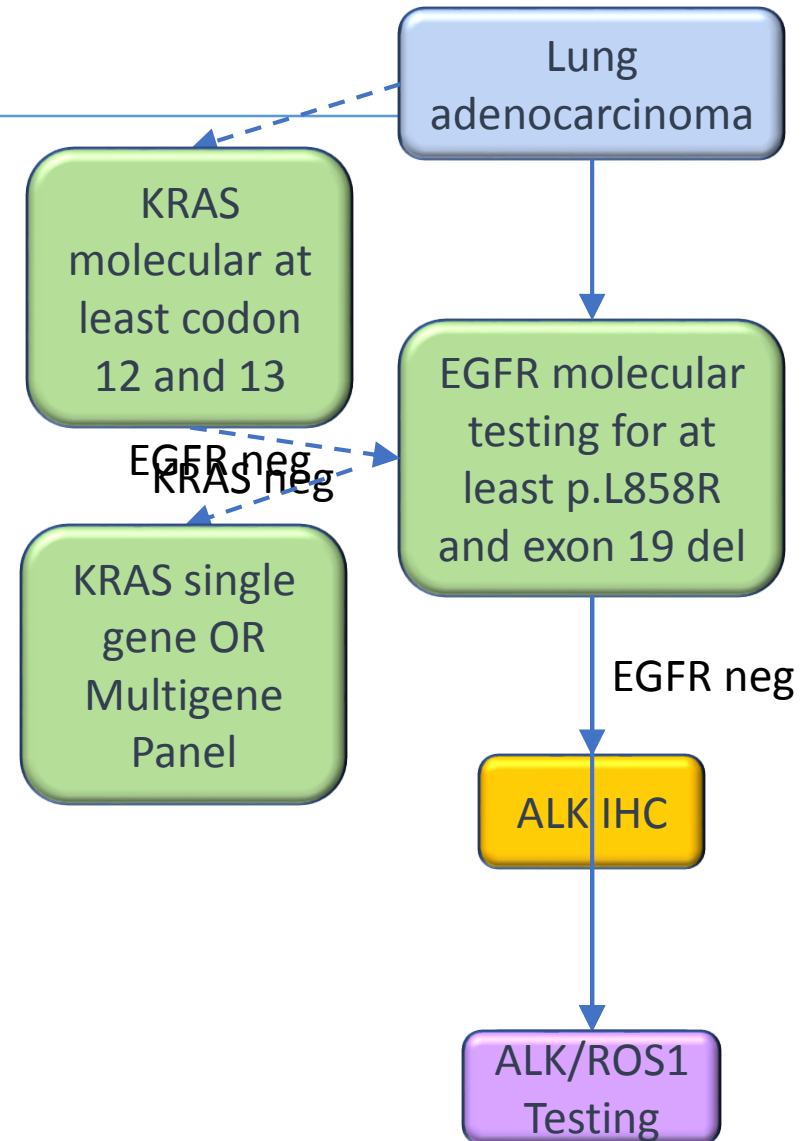 Lung
adenocarcinoma
KRAS
molecular at
least codon
12 and 13
EGFR molecular
testing for at
least p.L858R
and exon 19 del
EGFR neg
KRAS neg
KRAS single
gene OR
Multigene
Panel
EGFR neg
ALK IHC
ALK/ROS1
Testing